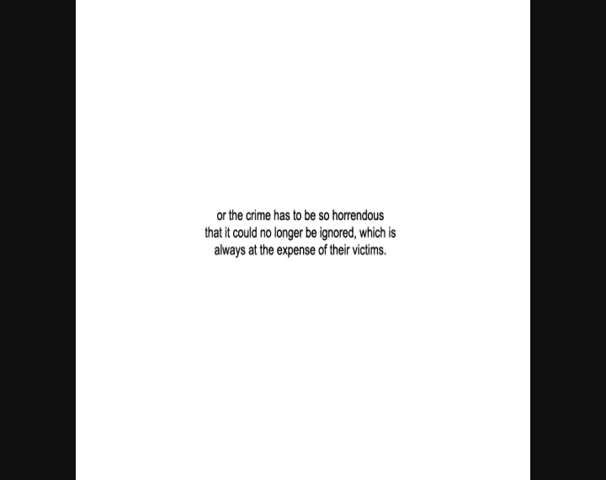 or the crime has to be so horrendous
that it could no longer be ignored, which is
always at the expense of their victims.